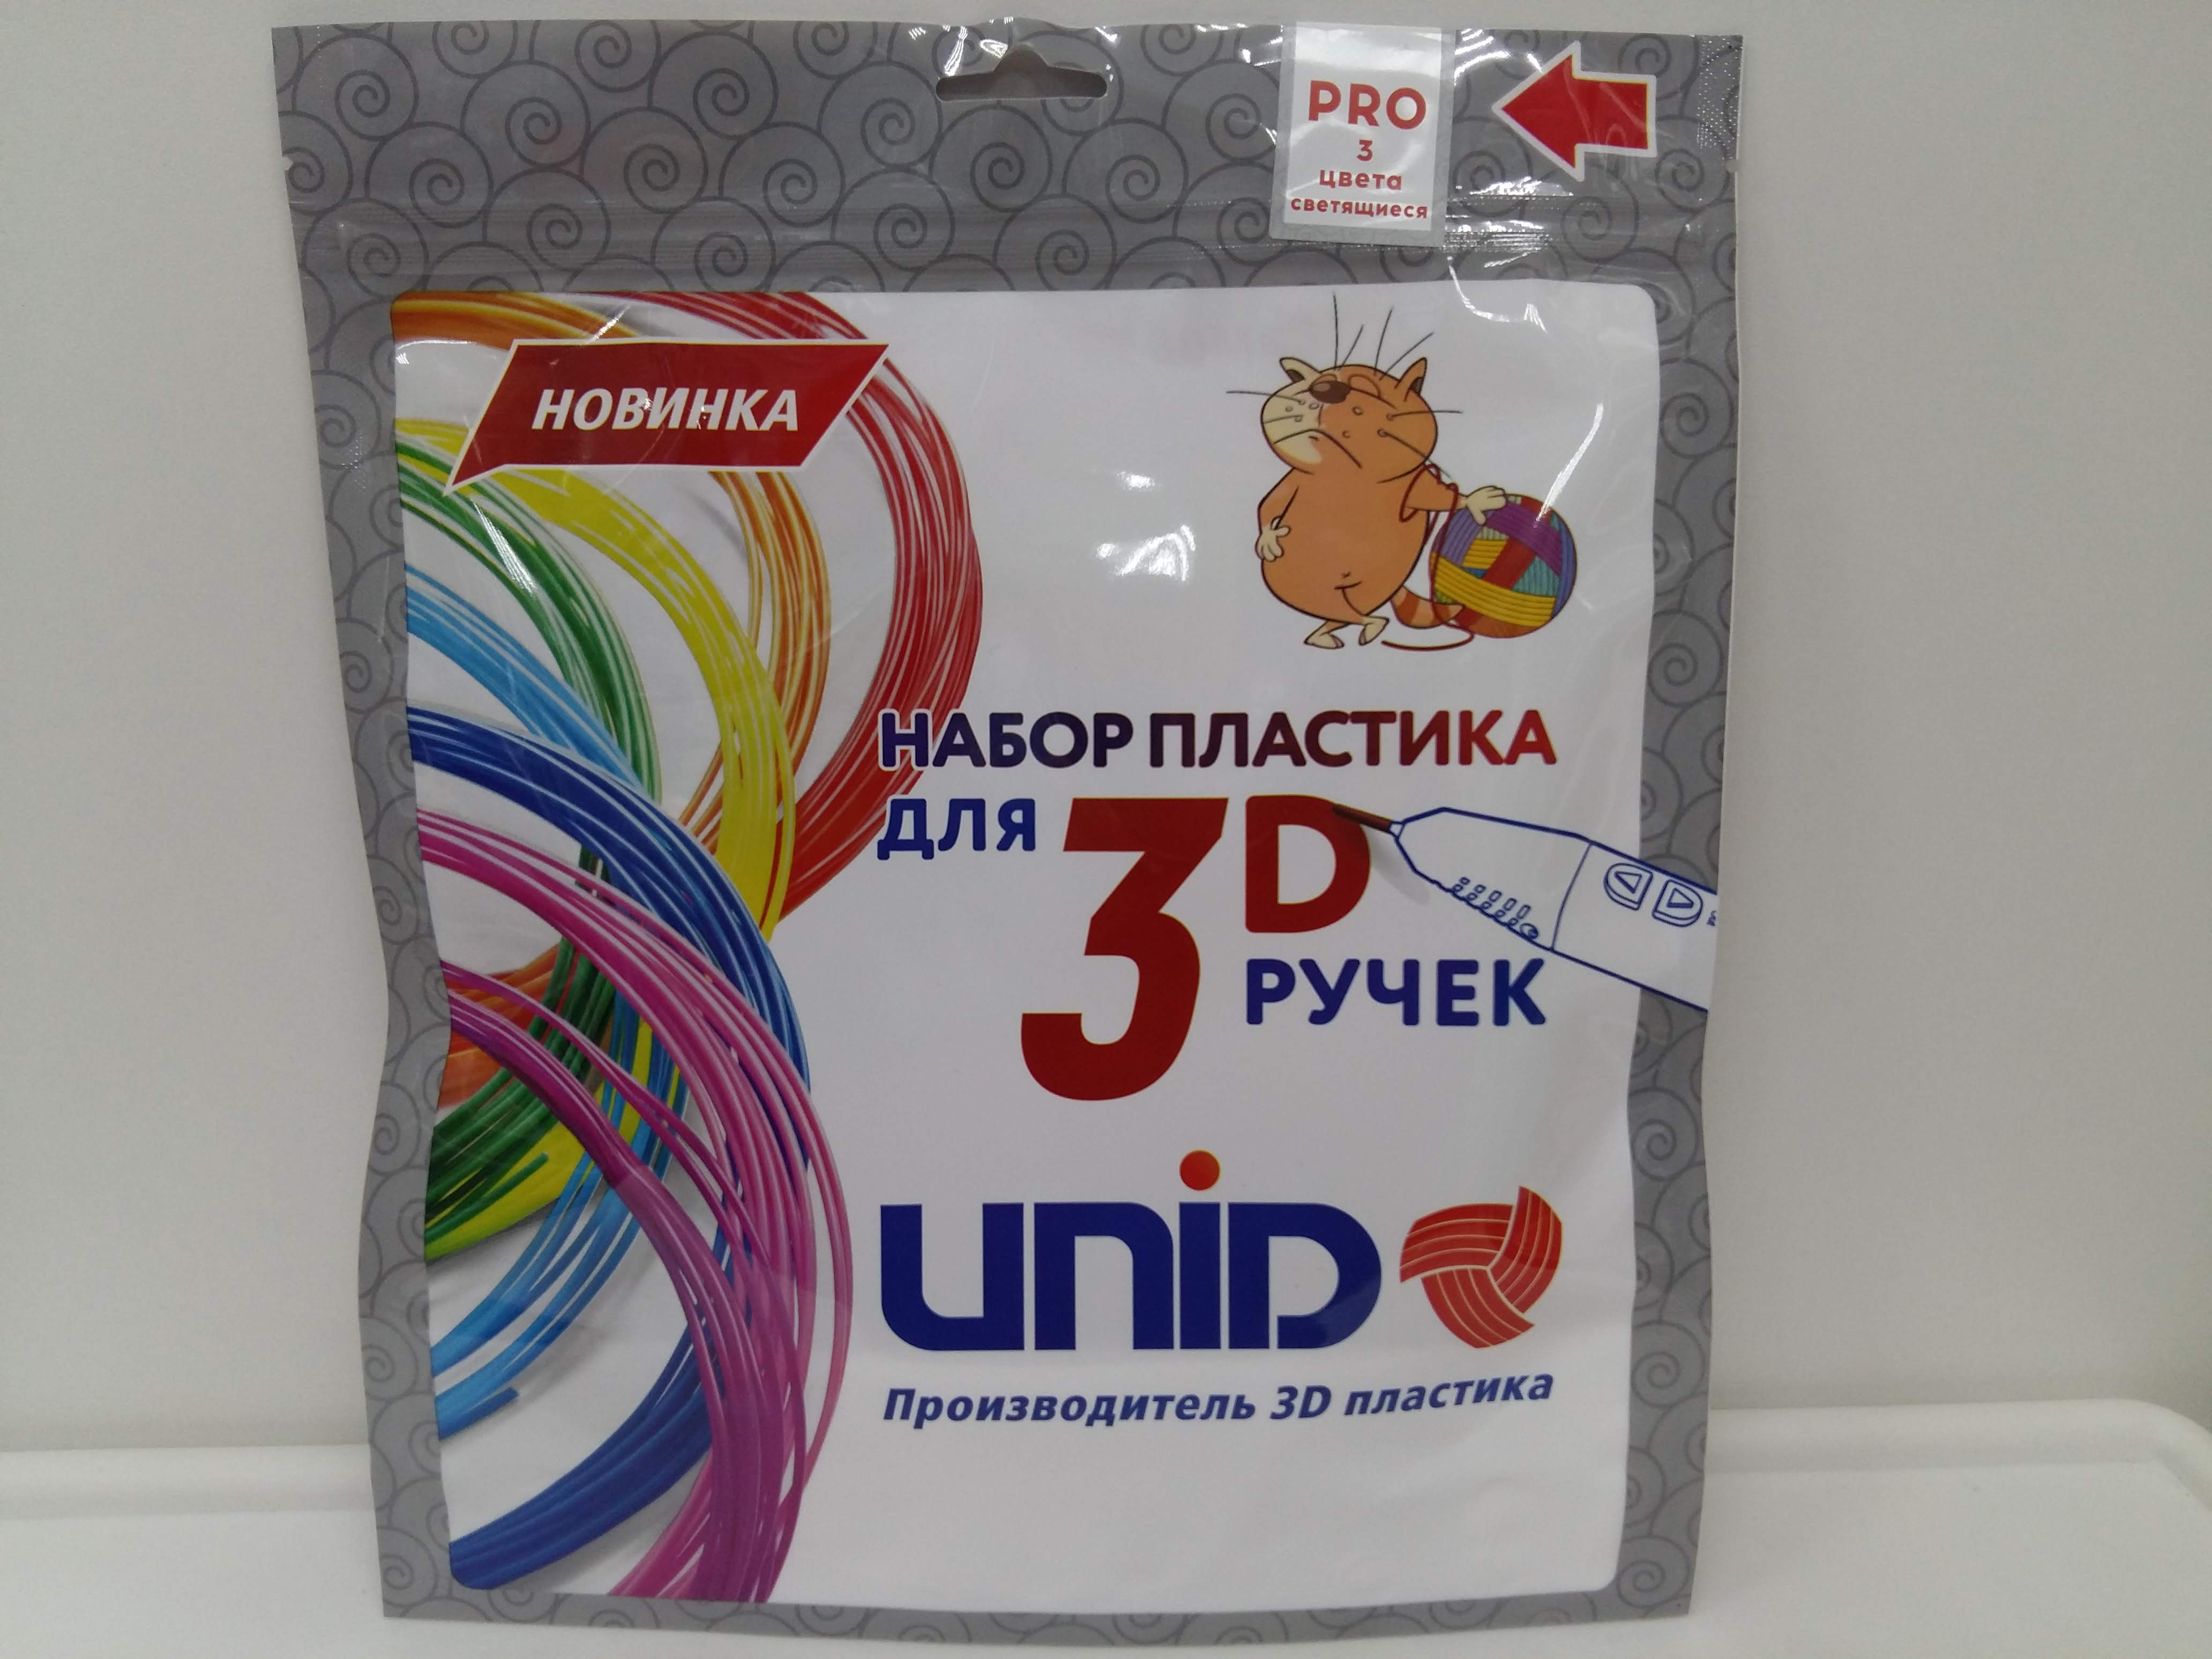 PRO
3
цвета
светящиеся
НОВИНКА
НАБОР ПЛАСТИКА
ДЛЯ 3D
РУЧЕК
UNiD
Производитель 3D пластика